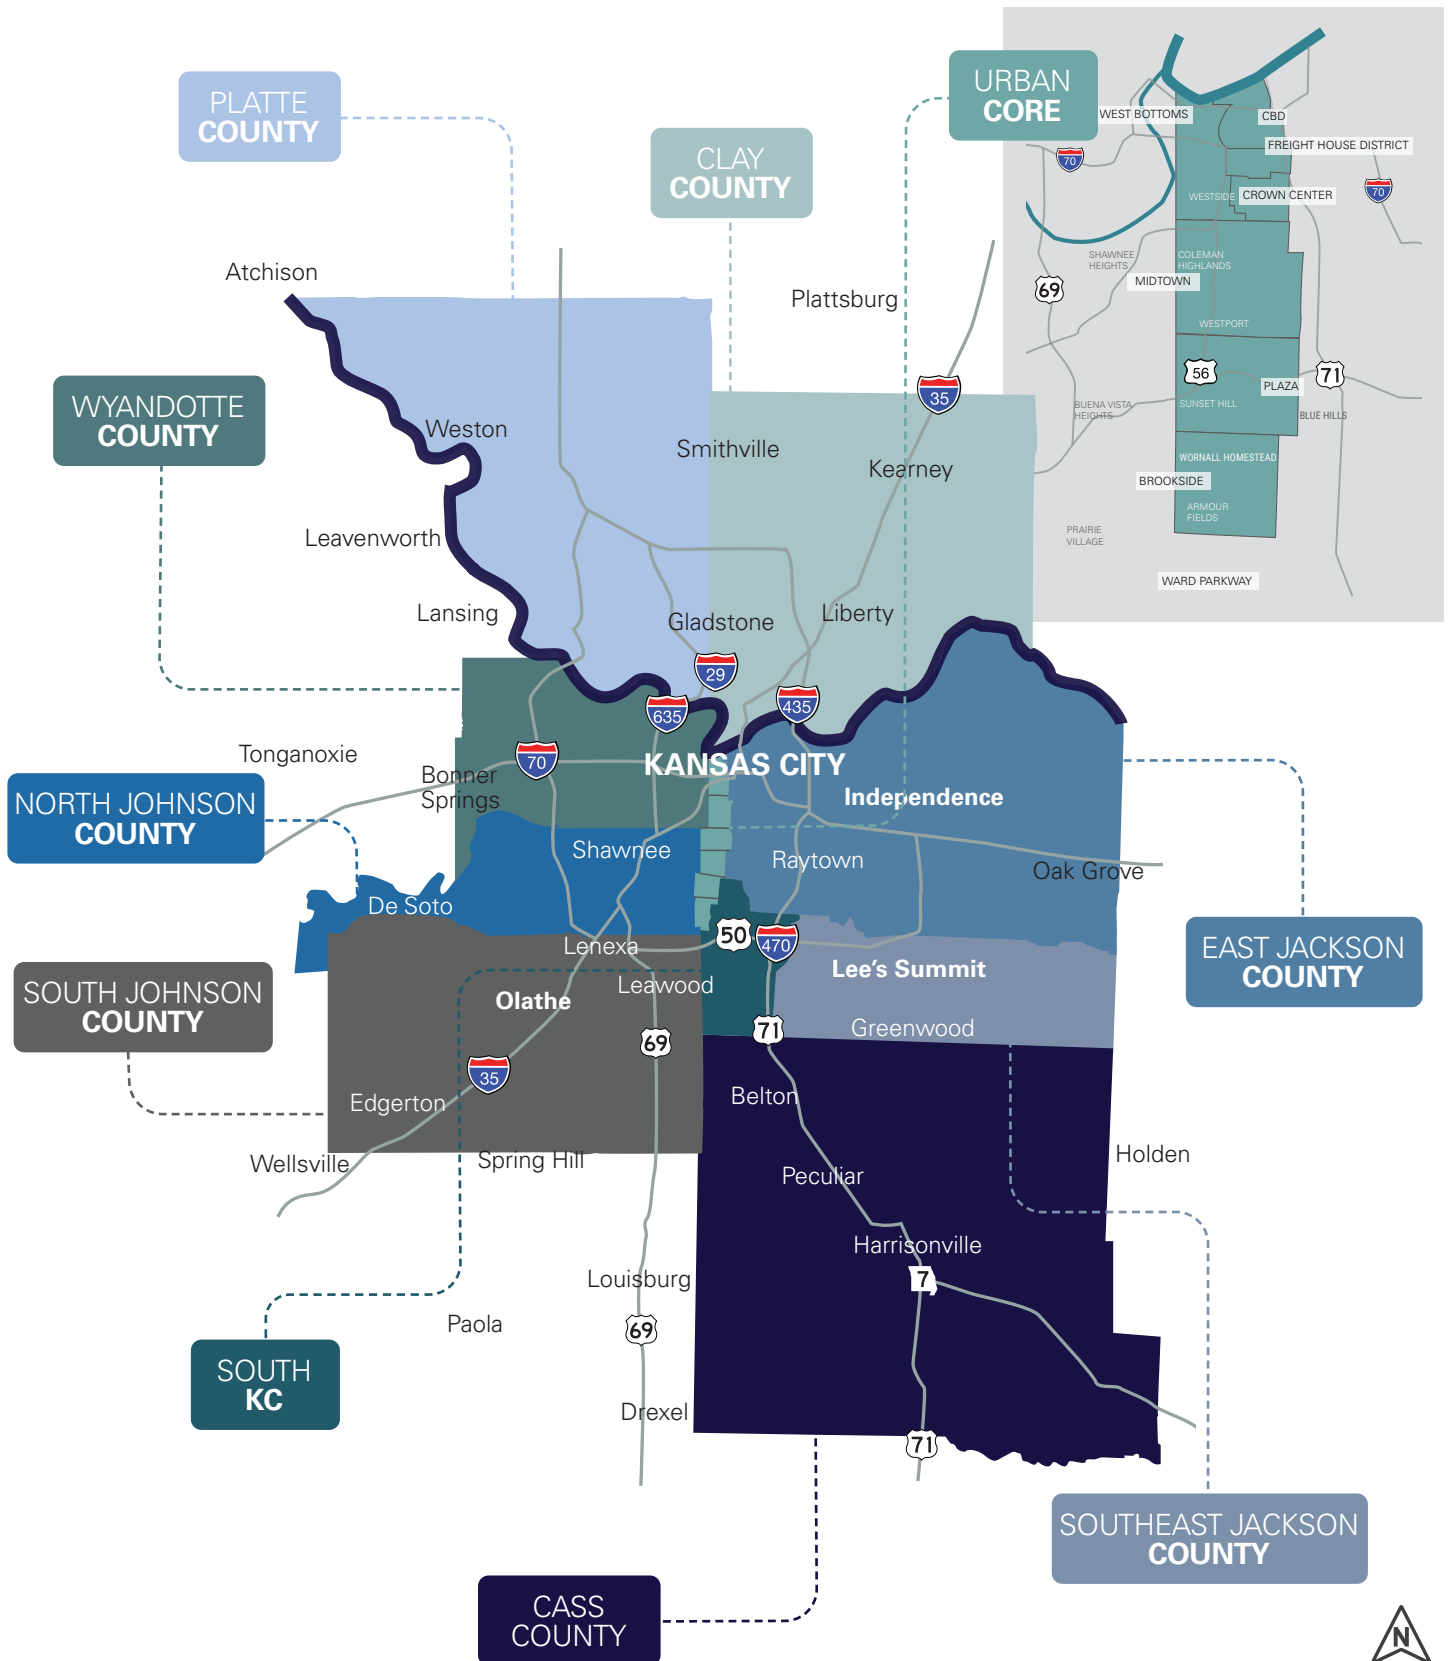 PLATTE
COUNTY
CLAY
COUNTY
URBAN
CORE
WEST BOTTOMS
CBD
FREIGHT HOUSE DISTRICT
70
70
WESTSIDE
CROWN CENTER
SHAWNEE
HEIGHTS
COLEMAN
HIGHLANDS
MIDTOWN
69
WESTPORT
56
71
PLAZA
BUENA VISTA
HEIGHTS
SUNSET HILL
BLUE HILLS
WORNALL HOMESTEAD
BROOKSIDE
ARMOUR
FIELDS
PRAIRIE
VILLAGE
WARD PARKWAY
Atchison
Plattsburg
35
WYANDOTTE
COUNTY
Weston
Smithville
Kearney
Leavenworth
Lansing
Gladstone
Liberty
29
635
435
Tonganoxie
70
KANSAS CITY
Bonner
Springs
Independence
NORTH JOHNSON
COUNTY
Shawnee
Raytown
Oak Grove
De Soto
50
470
Lenexa
EAST JACKSON
COUNTY
Lee's Summit
Leawood
Olathe
SOUTH JOHNSON
COUNTY
Greenwood
69
71
35
Edgerton
Belton
Wellsville
Spring Hill
Peculiar
Holden
Harrisonville
7
Louisburg
Paola
69
SOUTH
KC
Drexel
71
SOUTHEAST JACKSON
COUNTY
CASS
COUNTY
N